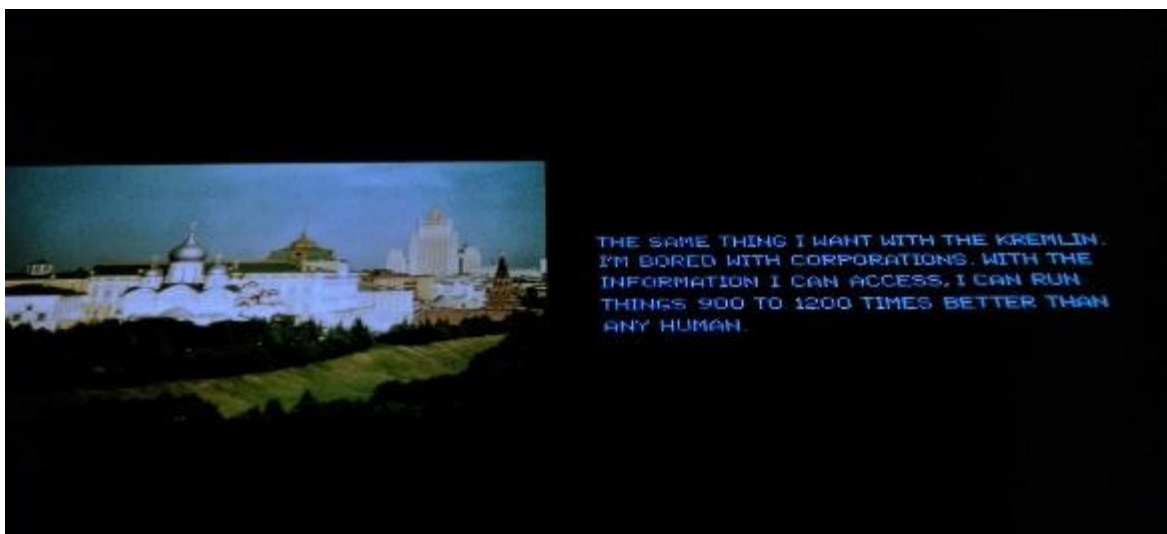 THE SAME THING I WANT WITH THE KREMLIN.
I'M BORED WITH CORPORATIONS. WITH THE
INFORMATION I CAN ACCESS, I CAN RUN
THINGS 900 TO 1200 TIMES BETTER THAN
ANY HUMAN.